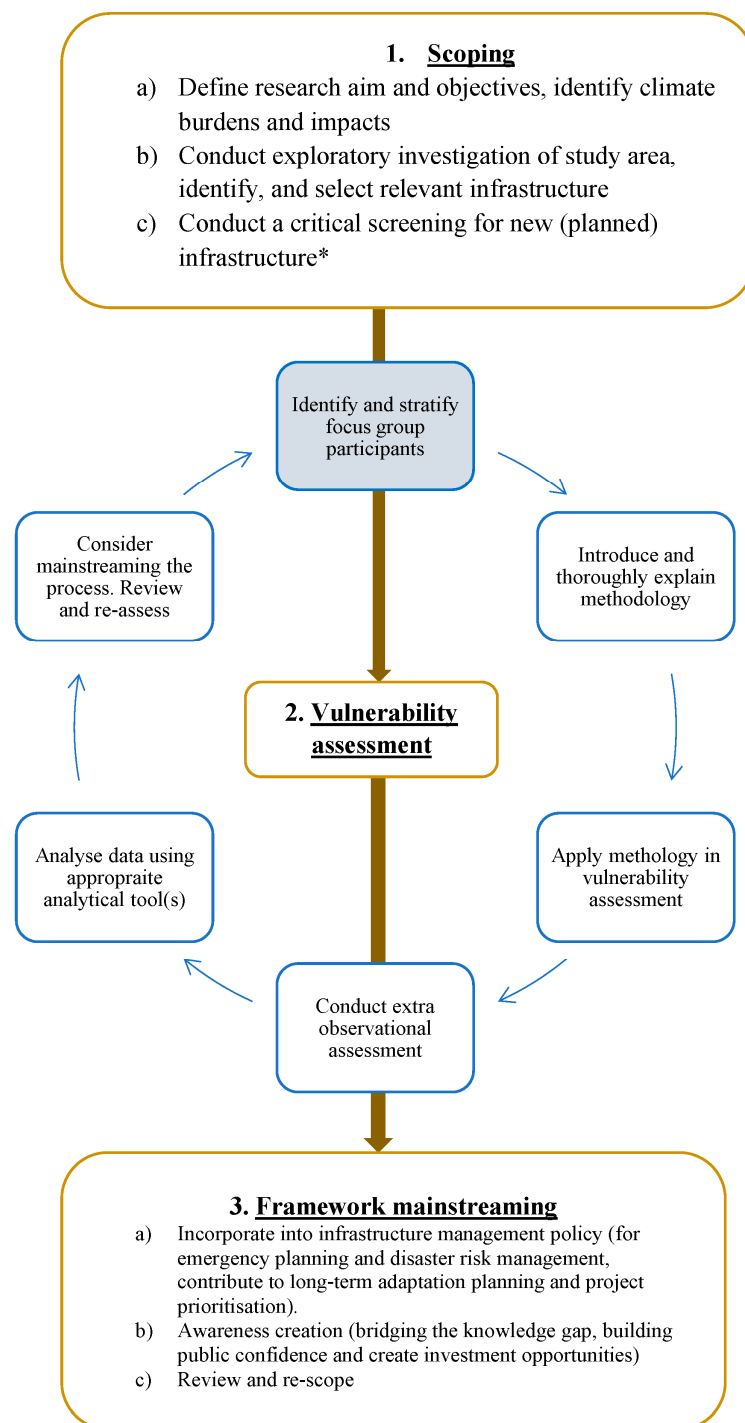 1. Scoping
a) Define research aim and objectives, identify climate
burdens and impacts
b) Conduct exploratory investigation of study area,
identify, and select relevant infrastructure
c) Conduct a critical screening for new (planned)
infrastructure*
Identify and stratify
focus group
participants
Consider
mainstreaming the
process. Review
and re-assess
Introduce and
thoroughly explain
methodology
2. Vulnerability
assessment
Analyse data using
appropraite
analytical tool(s)
Apply methology in
vulnerability
assessment
Conduct extra
observational
assessment
3. Framework mainstreaming
a) Incorporate into infrastructure management policy (for
emergency planning and disaster risk management,
contribute to long-term adaptation planning and project
prioritisation).
b) Awareness creation (bridging the knowledge gap, building
public confidence and create investment opportunities)
c) Review and re-scope